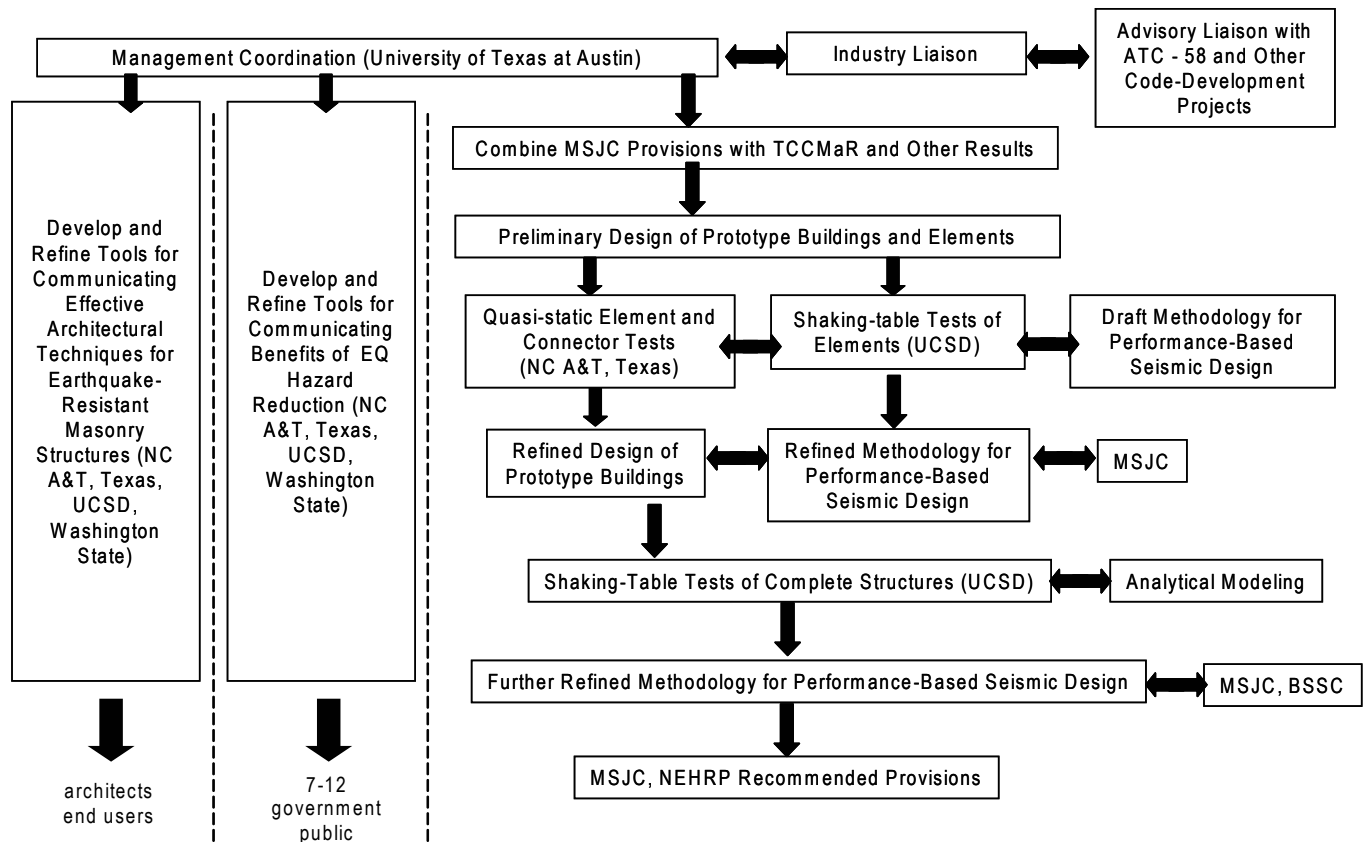 Management Coordination (University of Texas at Austin)
Industry Liaison
Advisory Liaison with
ATC - 58 and Other
Code-Development
Projects
Combine MSJC Provisions with TCCMaR and Other Results
Preliminary Design of Prototype Buildings and Elements
Develop and
Refine Tools for
Communicating
Effective
Architectural
Techniques for
Earthquake-
Resistant
Masonry
Structures (NC
A&T, Texas,
UCSD,
Washington
State)
architects
end users
Develop and
Refine Tools for
Communicating
Benefits of EQ
Hazard
Reduction (NC
A&T, Texas,
UCSD,
Washington
State)
7-12
government
public
Quasi-static Element and
Connector Tests
(NC A&T, Texas)
Shaking-table Tests of
Elements (UCSD)
Draft Methodology for
Performance-Based
Seismic Design
Refined Design of
Prototype Buildings
Refined Methodology for
Performance-Based
Seismic Design
MSJC
Shaking-Table Tests of Complete Structures (UCSD)
Analytical Modeling
Further Refined Methodology for Performance-Based Seismic Design
MSJC, BSSC
MSJC, NEHRP Recommended Provisions